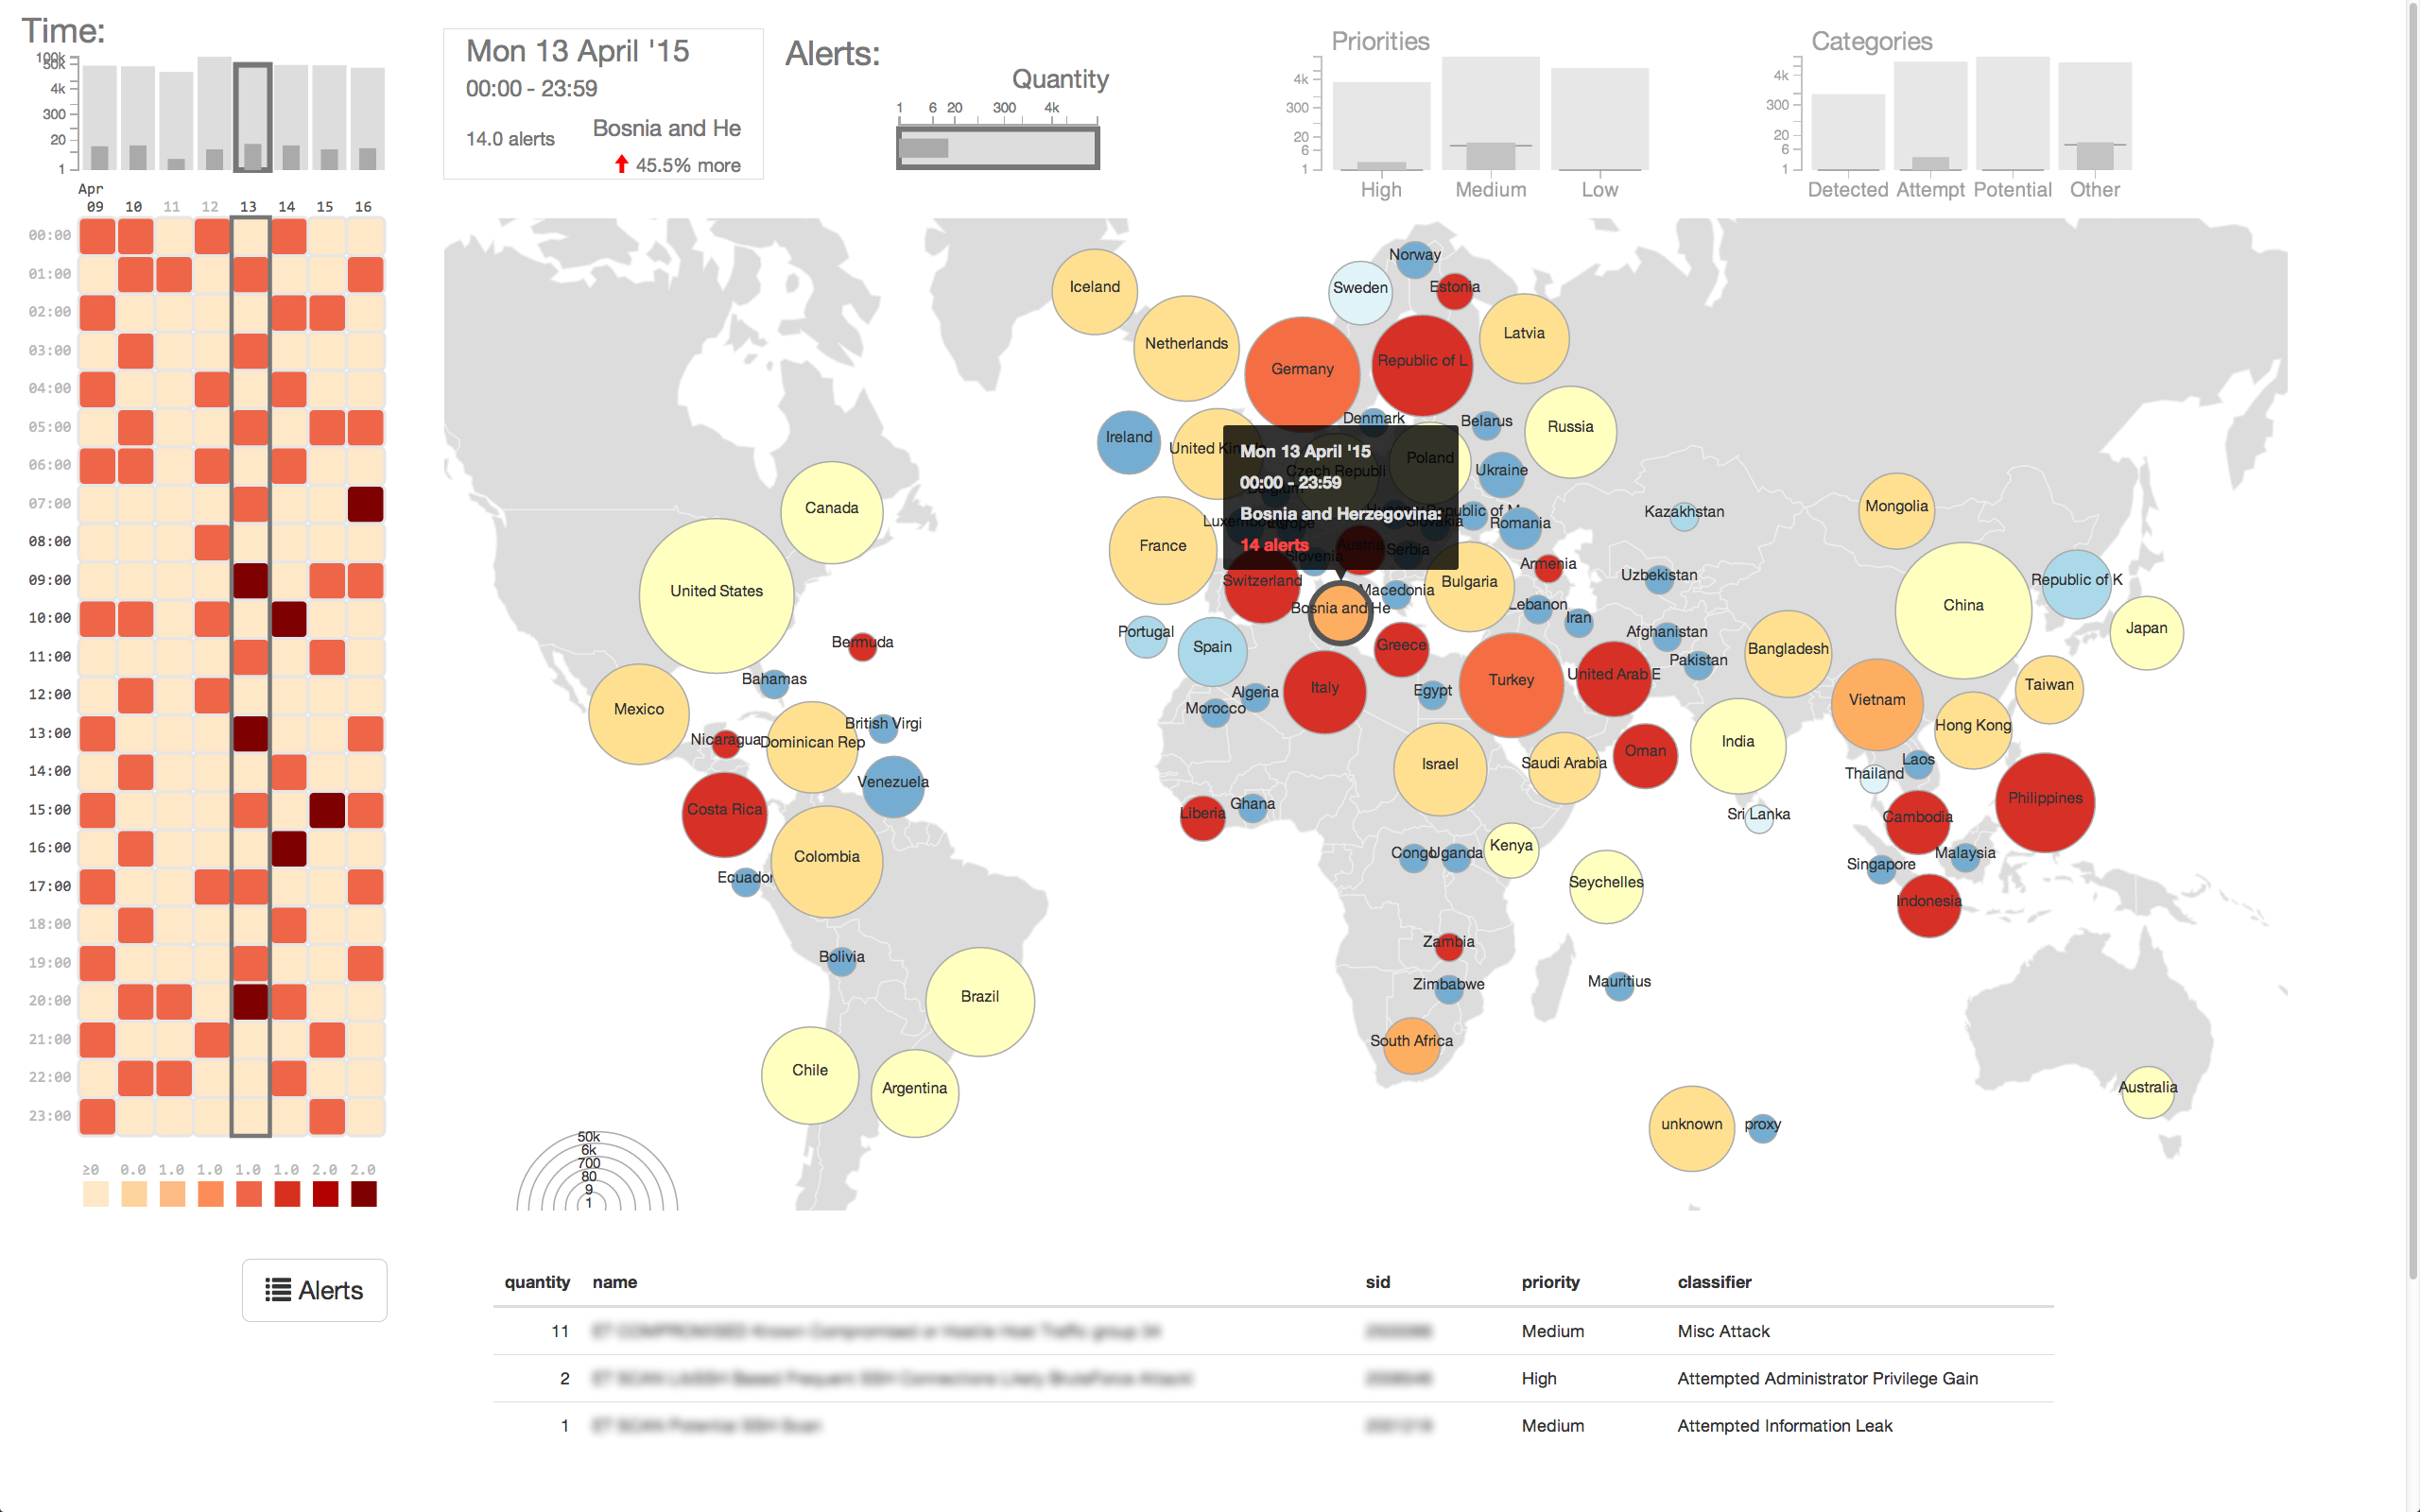 Time:
100k
50k
4k
300
20
1
Mon 13 April '15
00:00 - 23:59
14.0 alerts
Bosnia and He
45.5% more
Alerts:
Quantity
1 6 20 300 4k
Priorities
4k
300
20
6
1
High Medium Low
Categories
4k
300
20
6
1
Detected Attempt Potential Other
Apr
09 10 11 12 13 14 15 16
00:00
01:00
02:00
03:00
04:00
05:00
06:00
07:00
08:00
09:00
10:00
11:00
12:00
13:00
14:00
15:00
16:00
17:00
18:00
19:00
20:00
21:00
22:00
23:00
≥0 0.0 1.0 1.0 1.0 1.0 2.0 2.0
Alerts
Norway
Iceland
Sweden
Estonia
Netherlands
Latvia
Germany
Republic of L
Denmark
Belarus
Russia
Ireland
United Kin
Mon 13 April '15
Czech Republi
Poland
Ukraine
00:00 - 23:59
Belgium
Bosnia and Herzegovina:
14 alerts
Republic of M
Slovakia
Romania
Europe
France
Austria
Serbia
Slovenia
Armenia
Switzerland
Bulgaria
Macedonia
Bosnia and He
Lebanon
Iran
Canada
United States
Kazakhstan
Mongolia
Uzbekistan
Republic of K
China
Japan
Portugal
Spain
Greece
Afghanistan
Bangladesh
Pakistan
Bermuda
Bahamas
Algeria
Italy
Egypt
Turkey
United Arab E
Taiwan
Vietnam
Mexico
Morocco
British Virgi
Hong Kong
Nicaragua
Dominican Rep
India
Oman
Israel
Saudi Arabia
Laos
Thailand
Venezuela
Philippines
Costa Rica
Liberia
Ghana
Sri Lanka
Cambodia
Kenya
Congo
Uganda
Malaysia
Singapore
Colombia
Ecuador
Seychelles
Indonesia
Zambia
Bolivia
Zimbabwe
Mauritius
Brazil
South Africa
Chile
Argentina
Australia
unknown
proxy
50k
6k
700
80
9
1
quantity name sid priority classifier
11 Medium Misc Attack
2 High Attempted Administrator Privilege Gain
1 Medium Attempted Information Leak